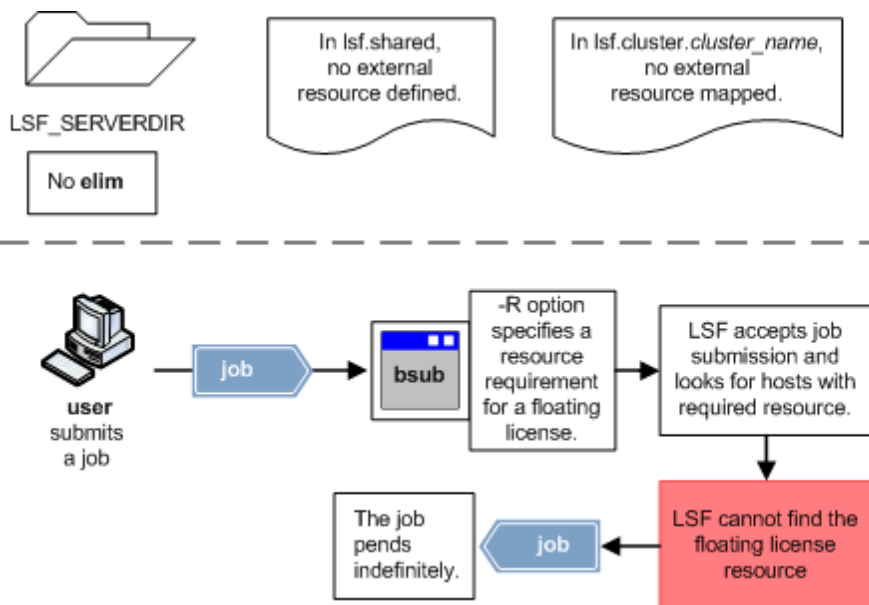 In lsf.shared,
no external
resource defined.
In lsf.cluster.cluster_name,
no external
resource mapped.
LSF_SERVERDIR
No elim
user
submits
a job
job
bsub
-R option
specifies a
resource
requirement
for a floating
license.
LSF accepts job
submission and
looks for hosts with
required resource.
LSF cannot find the
floating license
resource
job
The job
pends
indefinitely.